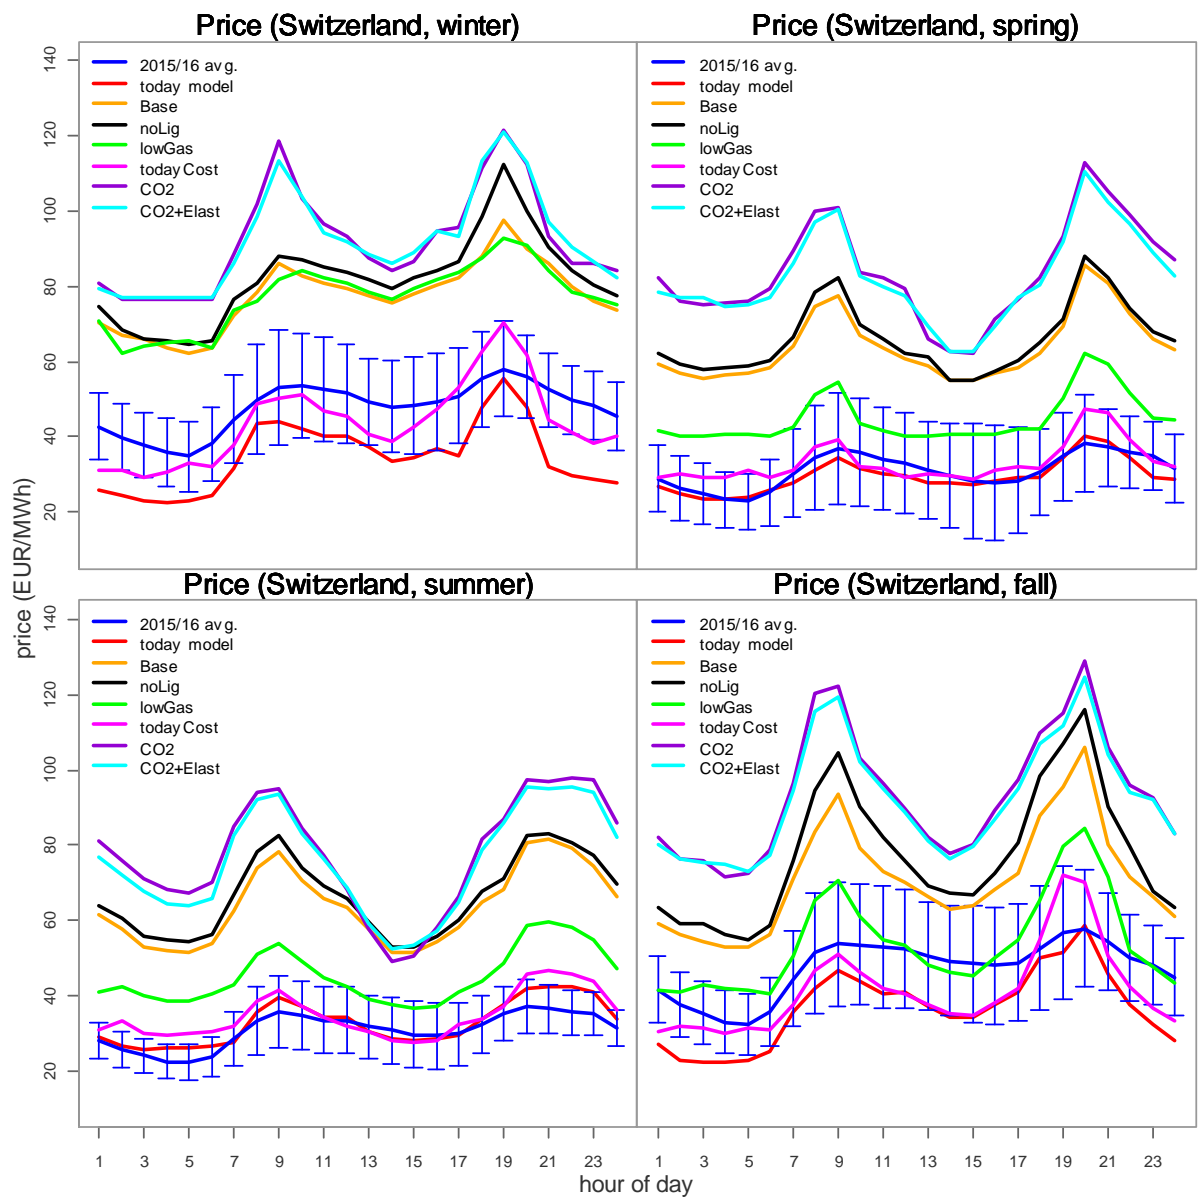 Price (Switzerland, winter)
140
120
100
80
60
40
20
2015/16 avg.
today model
Base
noLig
lowGas
today Cost
CO2
CO2+Elast
Price (Switzerland, spring)
2015/16 avg.
today model
Base
noLig
lowGas
today Cost
CO2
CO2+Elast
price (EUR/MWh)
Price (Switzerland, summer)
140
120
100
80
60
40
20
2015/16 avg.
today model
Base
noLig
lowGas
today Cost
CO2
CO2+Elast
1 3 5 7 9 11 13 15 17 19 21 23
Price (Switzerland, fall)
2015/16 avg.
today model
Base
noLig
lowGas
today Cost
CO2
CO2+Elast
1 3 5 7 9 11 13 15 17 19 21 23
hour of day